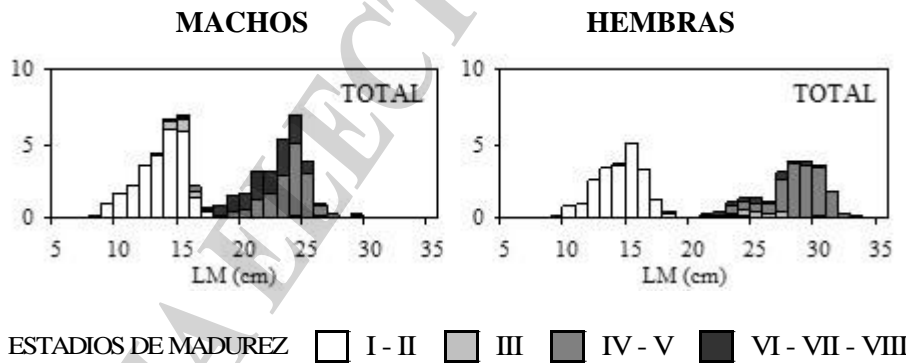 MACHOS HEMBRAS
10 10
TOTAL TOTAL
5 5
0 0
5 10 15 20 25 30 35 5 10 15 20 25 30 35
LM (cm) LM (cm)
ESTADIOS DE MADUREZ I - II III IV - V VI - VII - VIII